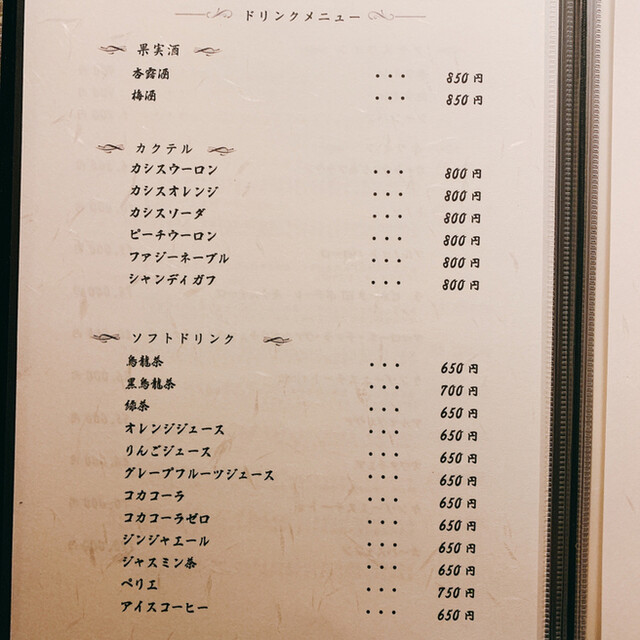 ドリンクメニュー
果実酒
杏露酒 ・・・ 850円
梅酒 ・・・ 850円
カクテル
カシスウーロン ・・・ 800円
カシスオレンジ ・・・ 800円
カシスソーダ ・・・ 800円
ピーチウーロン ・・・ 800円
ファジーネーブル ・・・ 800円
シャンディガフ ・・・ 800円
ソフトドリンク
烏龍茶 ・・・ 650円
黒烏龍茶 ・・・ 700円
緑茶 ・・・ 650円
オレンジジュース ・・・ 650円
りんごジュース ・・・ 650円
グレープフルーツジュース ・・・ 650円
コカコーラ ・・・ 650円
コカコーラゼロ ・・・ 650円
ジンジャエール ・・・ 650円
ジャスミン茶 ・・・ 650円
ペリエ ・・・ 750円
アイスコーヒー ・・・ 650円